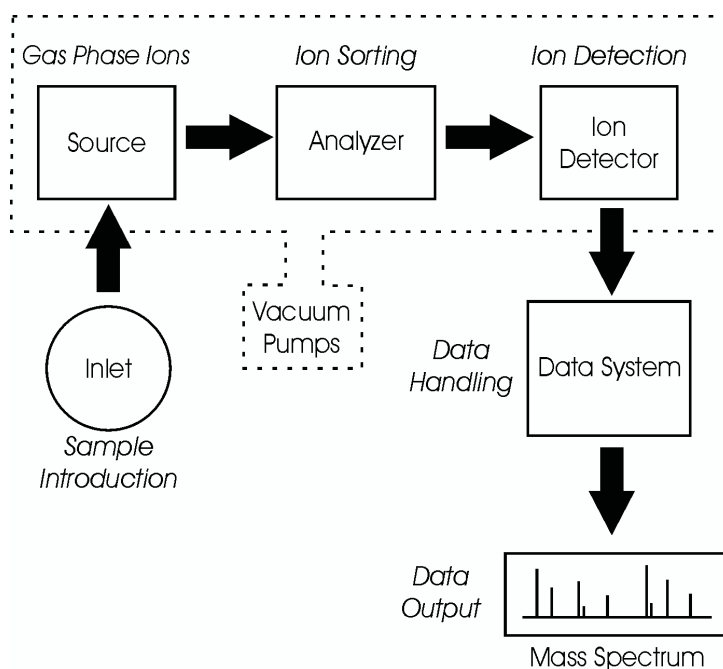 Gas Phase Ions
Ion Sorting
Ion Detection
Source
Analyzer
Ion
Detector
Vacuum
Pumps
Inlet
Sample
Introduction
Data
Handling
Data System
Data
Output
Mass Spectrum